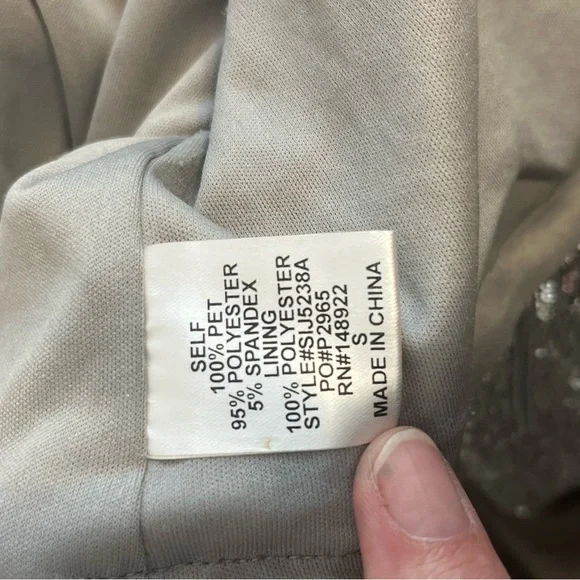 SELF
100% PET
95% POLYESTER
5% SPANDEX
LINING
100% POLYESTER
STYLE#SIJ5238A
PO#P2965
RN#148922
S
MADE IN CHINA